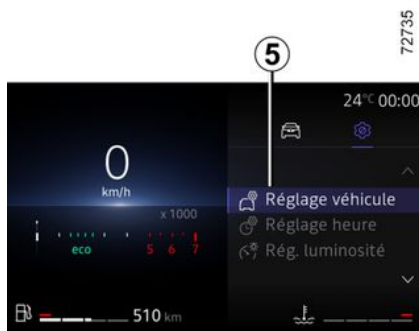 72735
5
24°C 00:00
0
km/h
x 1000
eco 5 6 7
Réglage véhicule
Réglage heure
Rég. luminosité
510 km